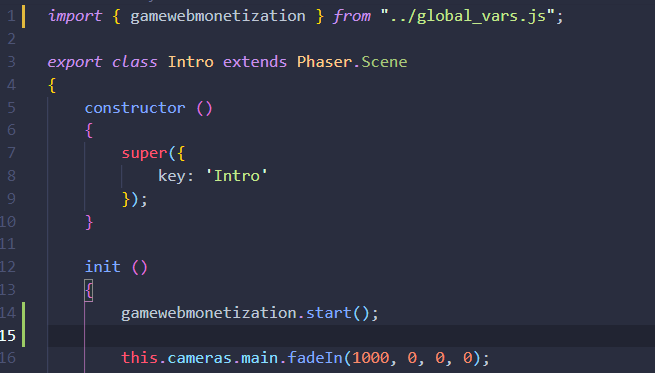 1 import { gamewebmonetization } from "../global_vars.js";
2
3 export class Intro extends Phaser.Scene
4 {
5 constructor ()
6 {
7 super({
8 key: 'Intro'
9 });
10 }
11
12 init ()
13 {
14 gamewebmonetization.start();
15
16 this.cameras.main.fadeIn(1000, 0, 0, 0);